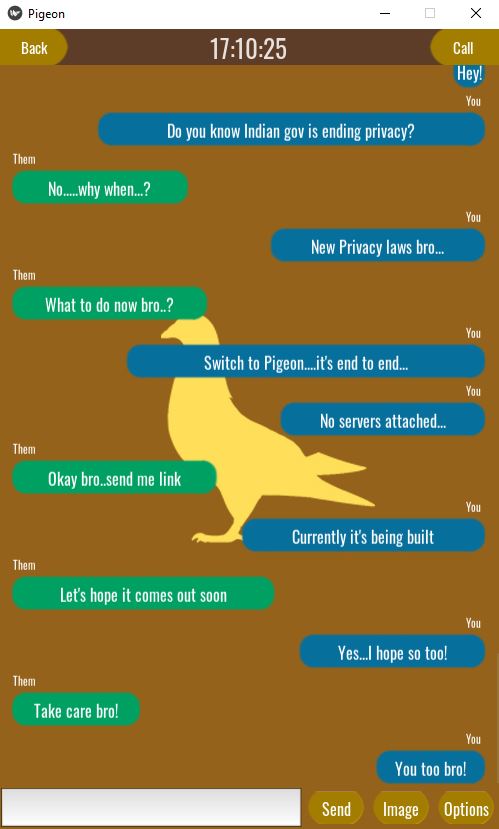 Pigeon
Back
17:10:25
Call
Hey!
You
Do you know Indian gov is ending privacy?
Them
No.....why when...?
You
New Privacy laws bro...
Them
What to do now bro..?
You
Switch to Pigeon....it's end to end...
You
No servers attached...
Them
Okay bro..send me link
You
Currently it's being built
Them
Let's hope it comes out soon
You
Yes...I hope so too!
Them
Take care bro!
You
You too bro!
Send
Image
Options